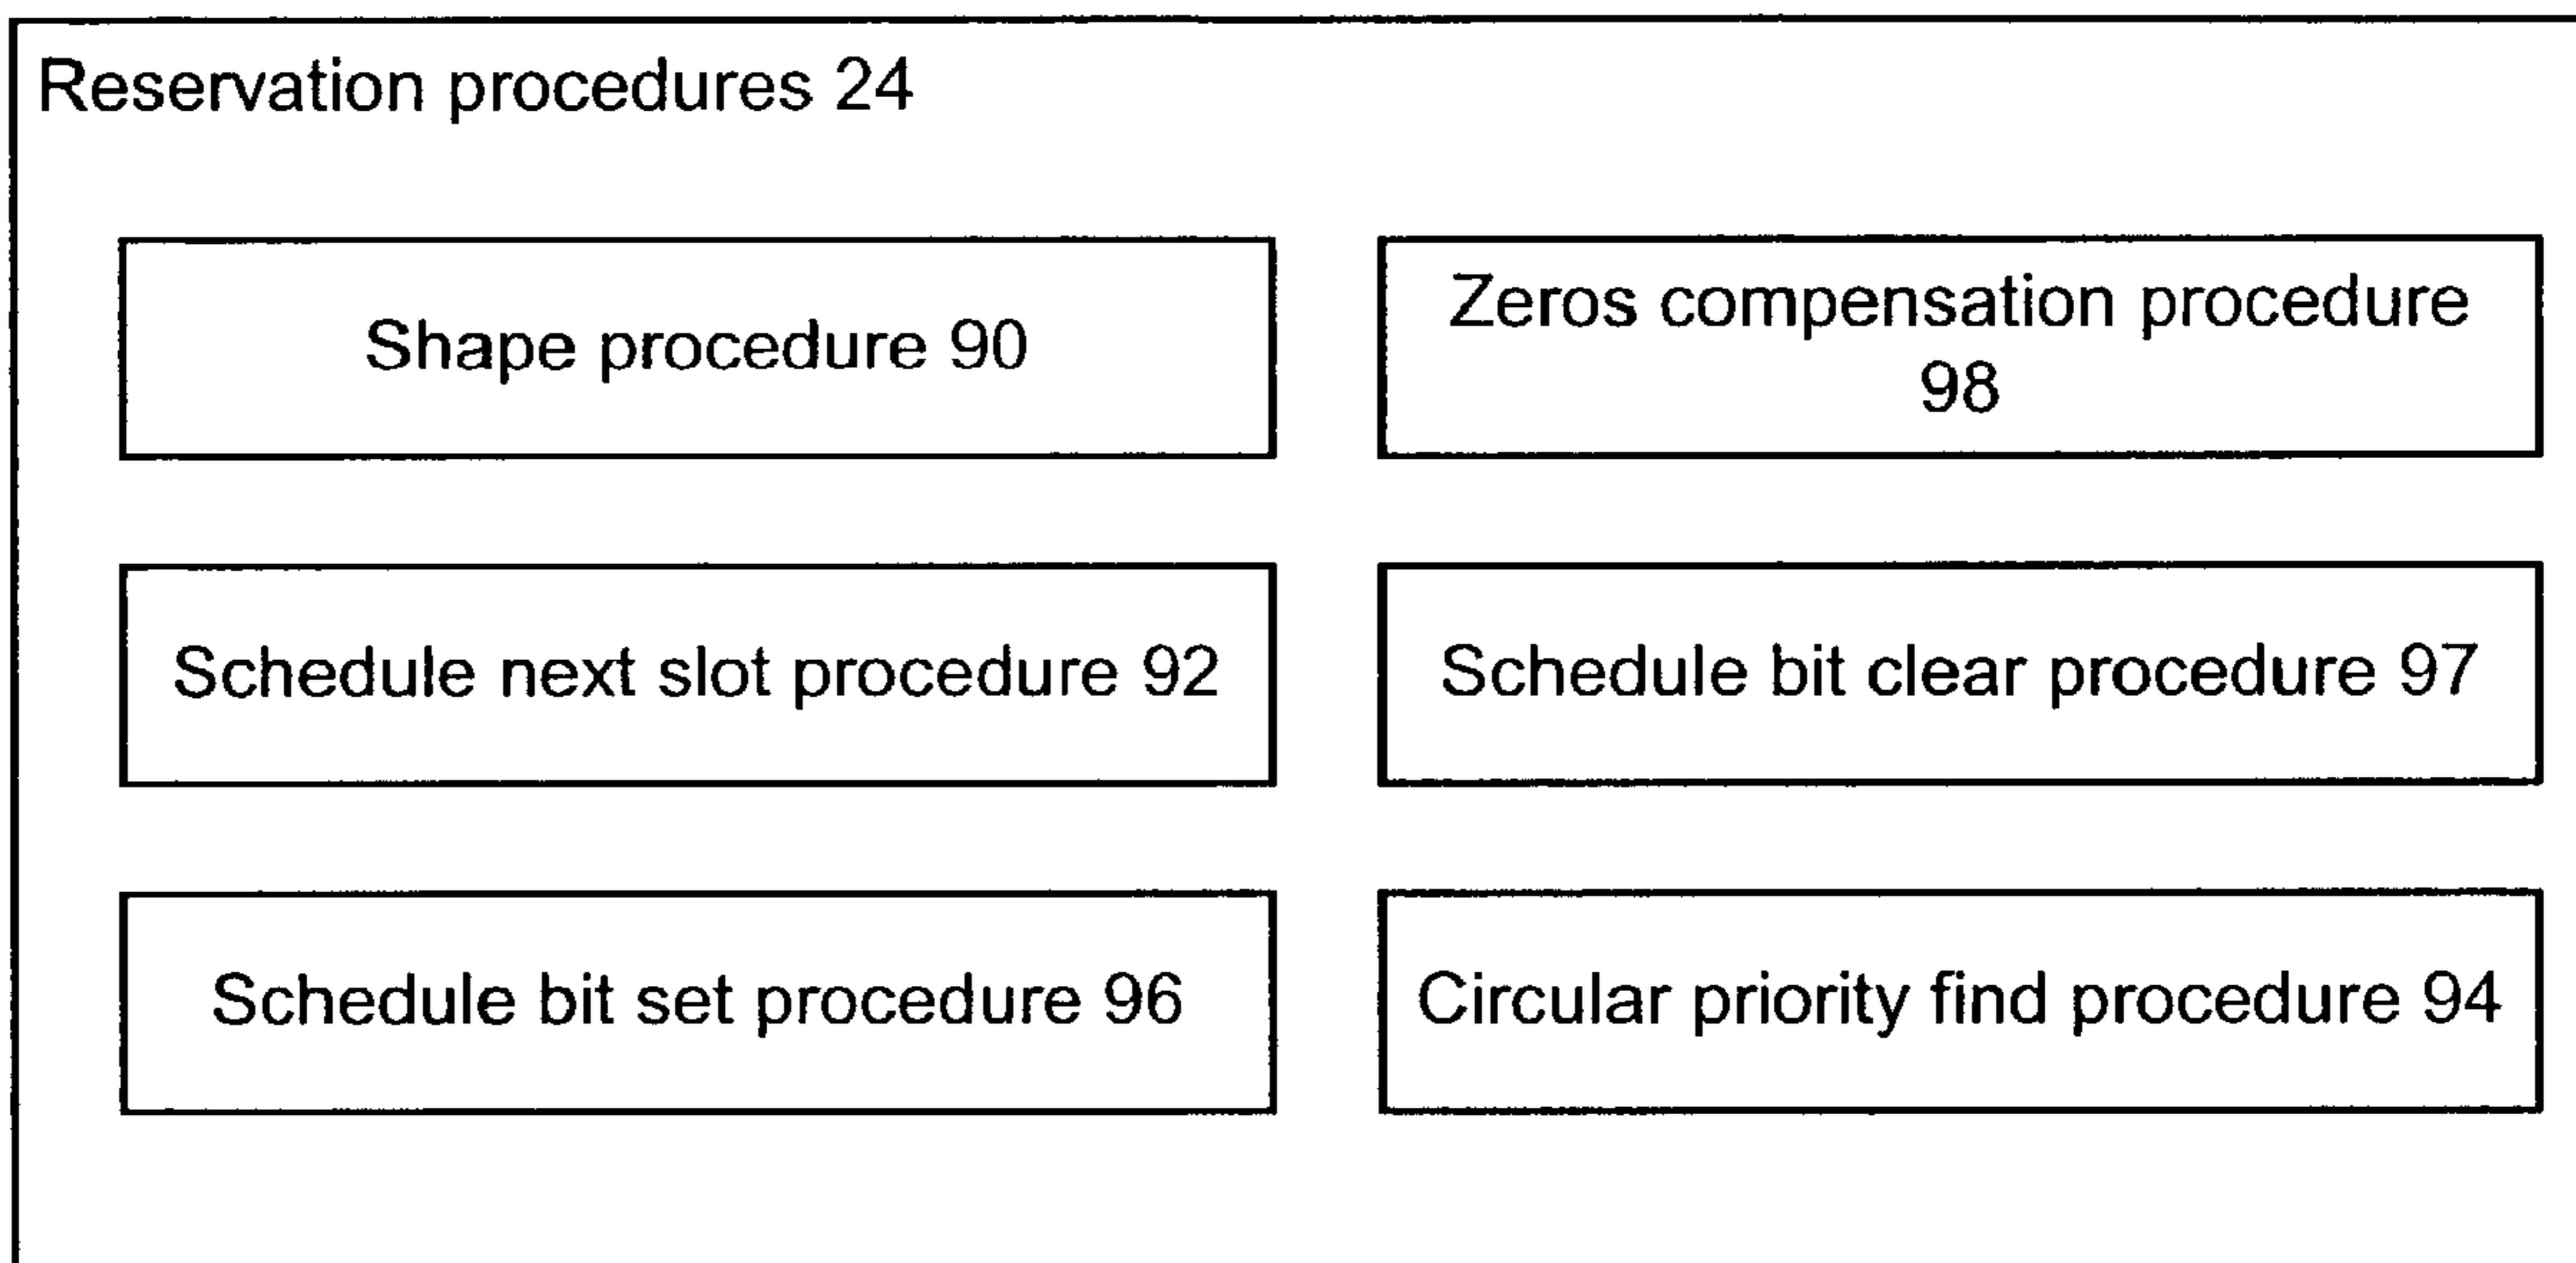 Reservation procedures 24
Shape procedure 90
Zeros compensation procedure
98
Schedule next slot procedure 92
Schedule bit clear procedure 97
Schedule bit set procedure 96
Circular priority find procedure 94